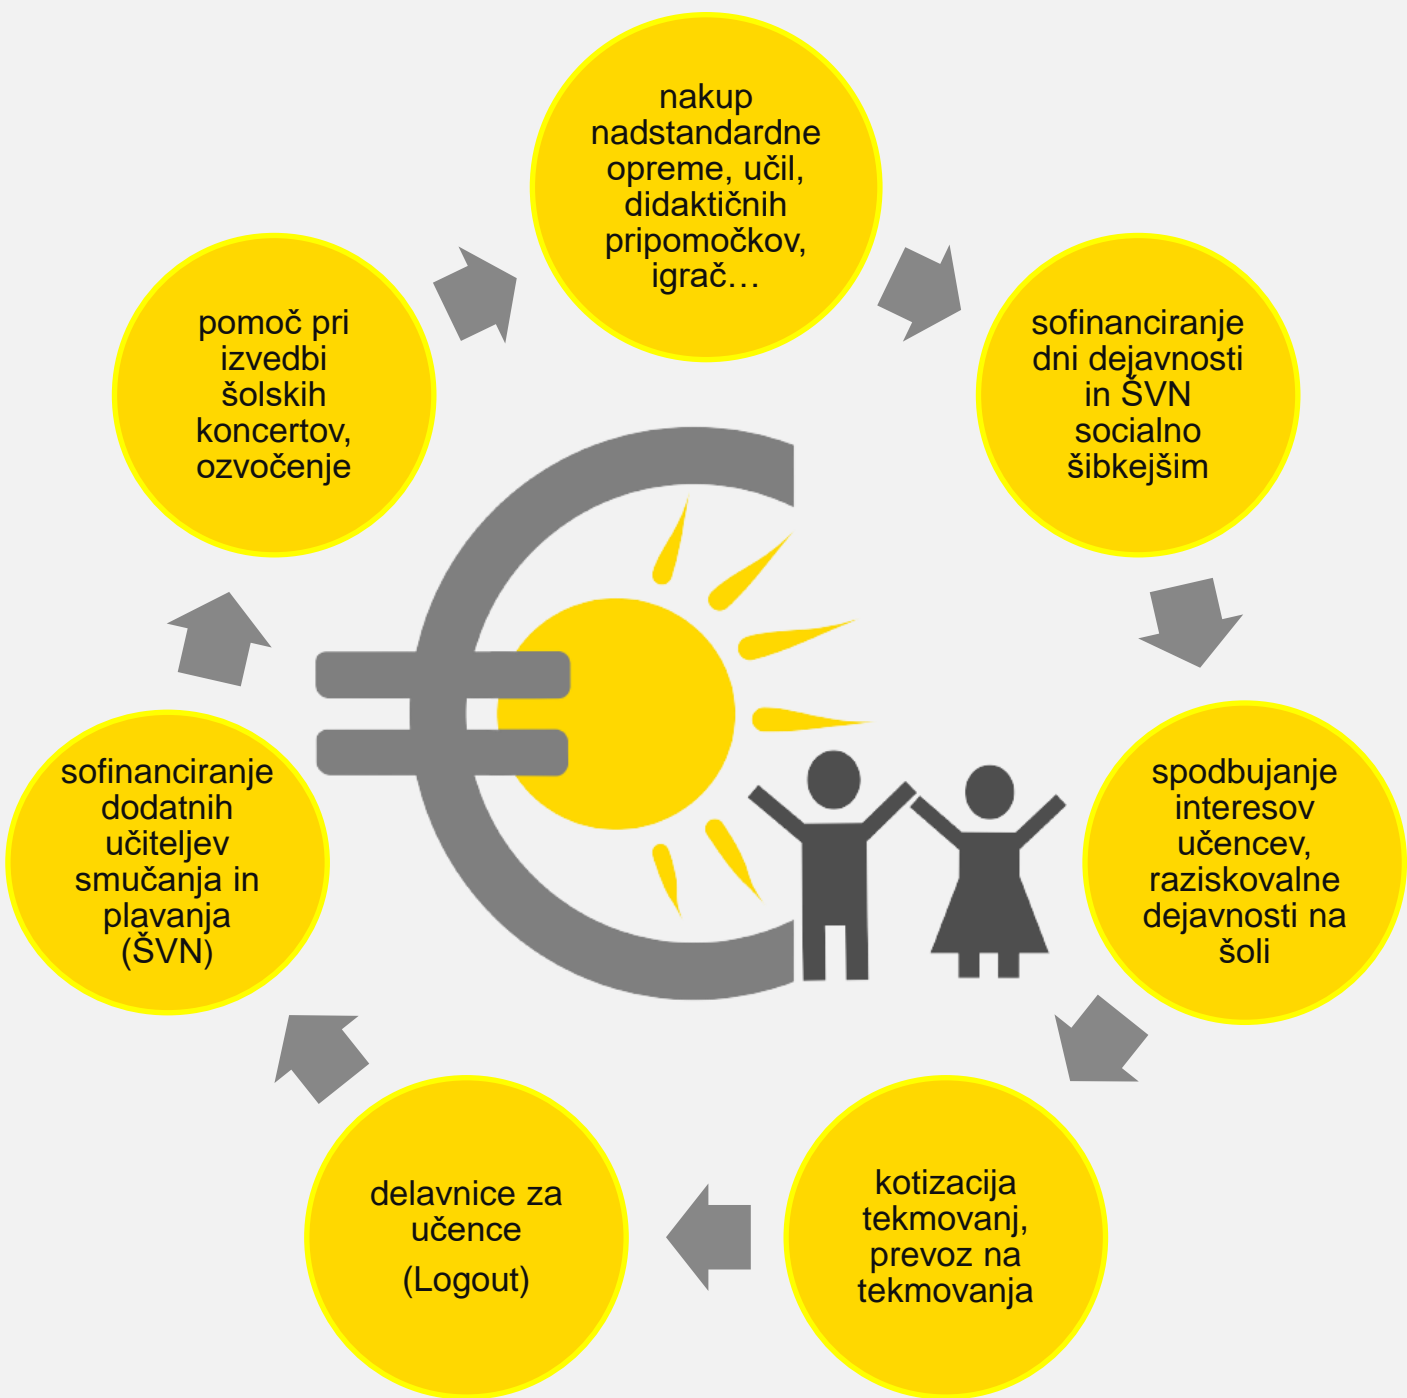 nakup
nadstandardne
opreme, učil,
didaktičnih
pripomočkov,
igrač…
sofinanciranje
dni dejavnosti
in ŠVN
socialno
šibkejšim
spodbujanje
interesov
učencev,
raziskovalne
dejavnosti na
šoli
kotizacija
tekmovanj,
prevoz na
tekmovanja
delavnice za
učence
(Logout)
sofinanciranje
dodatnih
učiteljev
smučanja in
plavanja
(ŠVN)
pomoč pri
izvedbi
šolskih
koncertov,
ozvočenje